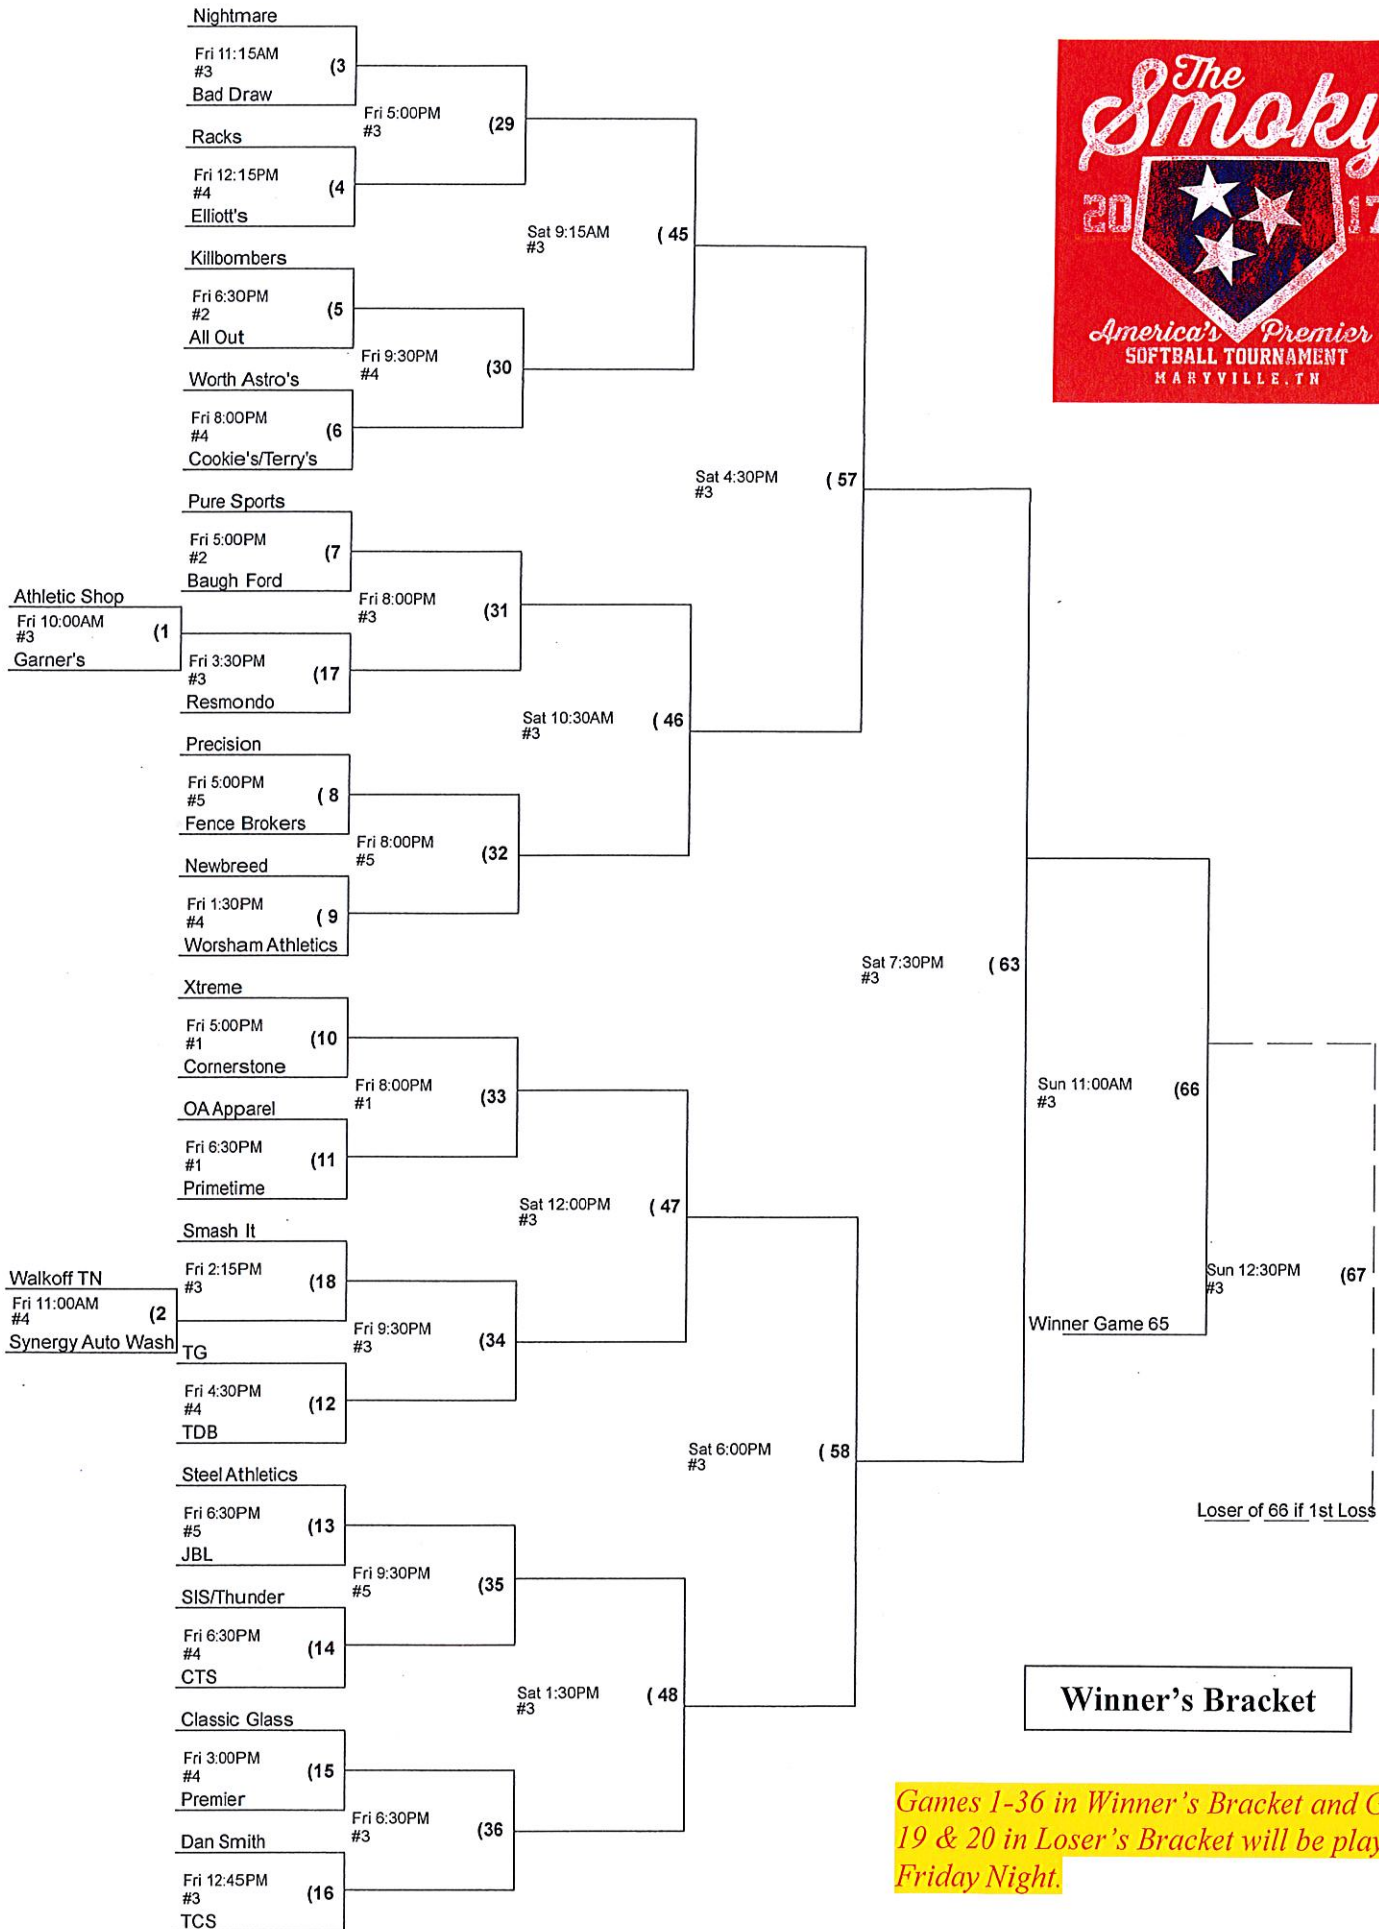 Nightmare
Fri 11:15AM
#3
(3
Bad Draw
Fri 5:00PM
#3
(29
Racks
Fri 12:15PM
#4
(4
Elliott's
Sat 9:15AM
#3
( 45
Killbombers
Fri 6:30PM
#2
(5
All Out
Fri 9:30PM
#4
(30
Worth Astro's
Fri 8:00PM
#4
(6
Cookie's/Terry's
Sat 4:30PM
#3
( 57
Pure Sports
Fri 5:00PM
#2
(7
Baugh Ford
Fri 8:00PM
#3
(31
Athletic Shop
Fri 10:00AM
#3
(1
Garner's
Fri 3:30PM
#3
(17
Resmondo
Sat 10:30AM
#3
( 46
Precision
Fri 5:00PM
#5
( 8
Fence Brokers
Fri 8:00PM
#5
(32
Newbreed
Fri 1:30PM
#4
( 9
Worsham Athletics
Sat 7:30PM
#3
( 63
Xtreme
Fri 5:00PM
#1
(10
Cornerstone
Fri 8:00PM
#1
(33
OA Apparel
Fri 6:30PM
#1
(11
Primetime
Sat 12:00PM
#3
( 47
Smash It
Fri 2:15PM
#3
(18
Walkoff TN
Fri 11:00AM
#4
(2
Synergy Auto Wash
Fri 9:30PM
#3
(34
TG
Fri 4:30PM
#4
(12
TDB
Sat 6:00PM
#3
( 58
Steel Athletics
Fri 6:30PM
#5
(13
JBL
Fri 9:30PM
#5
(35
SIS/Thunder
Fri 6:30PM
#4
(14
CTS
Sat 1:30PM
#3
( 48
Classic Glass
Fri 3:00PM
#4
(15
Premier
Fri 6:30PM
#3
(36
Dan Smith
Fri 12:45PM
#3
(16
TCS
Sun 11:00AM
#3
(66
Winner Game 65
Sun 12:30PM
#3
(67
Loser of 66 if 1st Loss
The
Smoky
20 17
America's Premier
SOFTBALL TOURNAMENT
MARYVILLE, TN
Winner's Bracket
Games 1-36 in Winner's Bracket and
19 & 20 in Loser's Bracket will be
Friday Night.